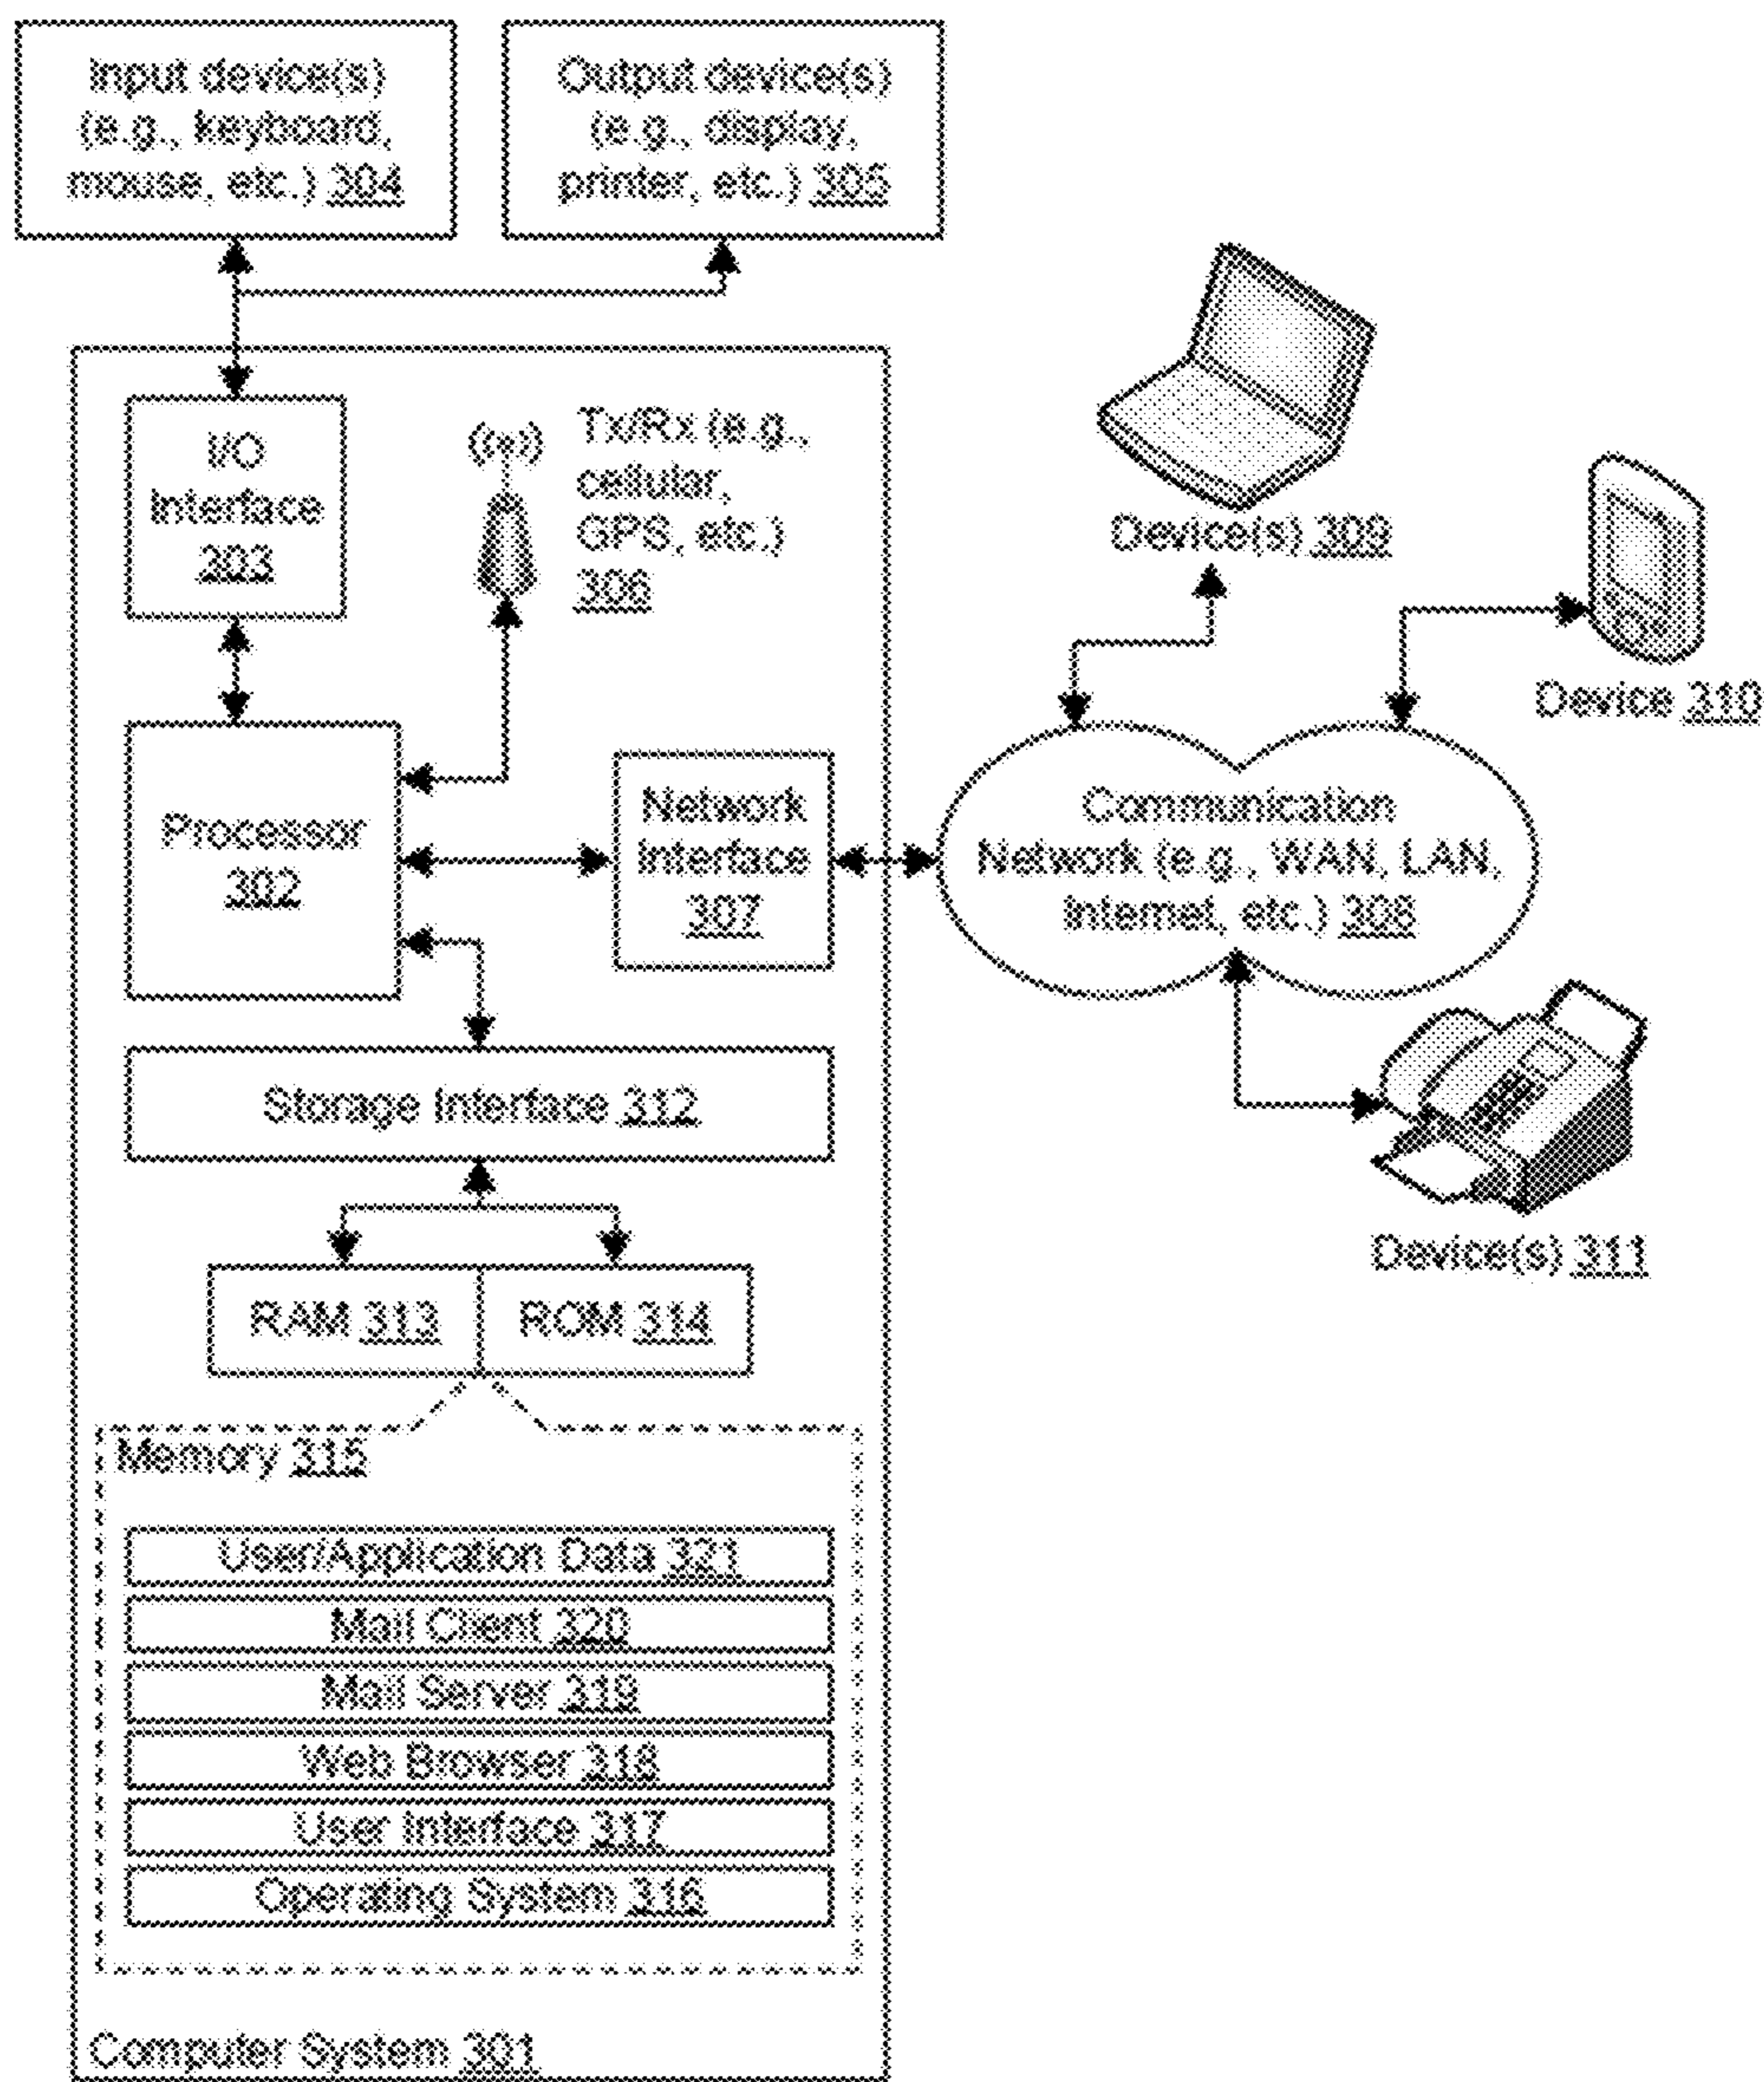 Input device(s)
(e.g., keyboard,
mouse, etc.) 304
Output device(s)
(e.g., display,
printer, etc.) 305
I/O
Interface
203
Tx/Rx (e.g.,
cellular,
GPS, etc.)
306
Device(s) 309
Device 310
Processor
302
Network
Interface
307
Communication
Network (e.g., WAN, LAN,
Internet, etc.) 308
Storage Interface 312
Device(s) 311
RAM 313
ROM 314
Memory 315
User/Application Data 321
Mail Client 320
Mail Server 319
Web Browser 318
User Interface 317
Operating System 316
Computer System 301